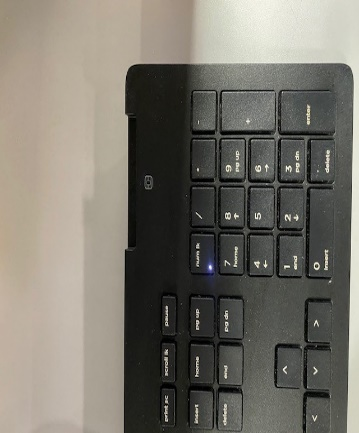 print sc
scroll lk
pause
insert
home
pg up
num lk
/
*
-
delete
end
pg dn
7
home
8
↑
9
pg up
+
4
←
5
6
→
1
end
2
↓
3
pg dn
enter
0
insert
.
delete
^
<
v
>